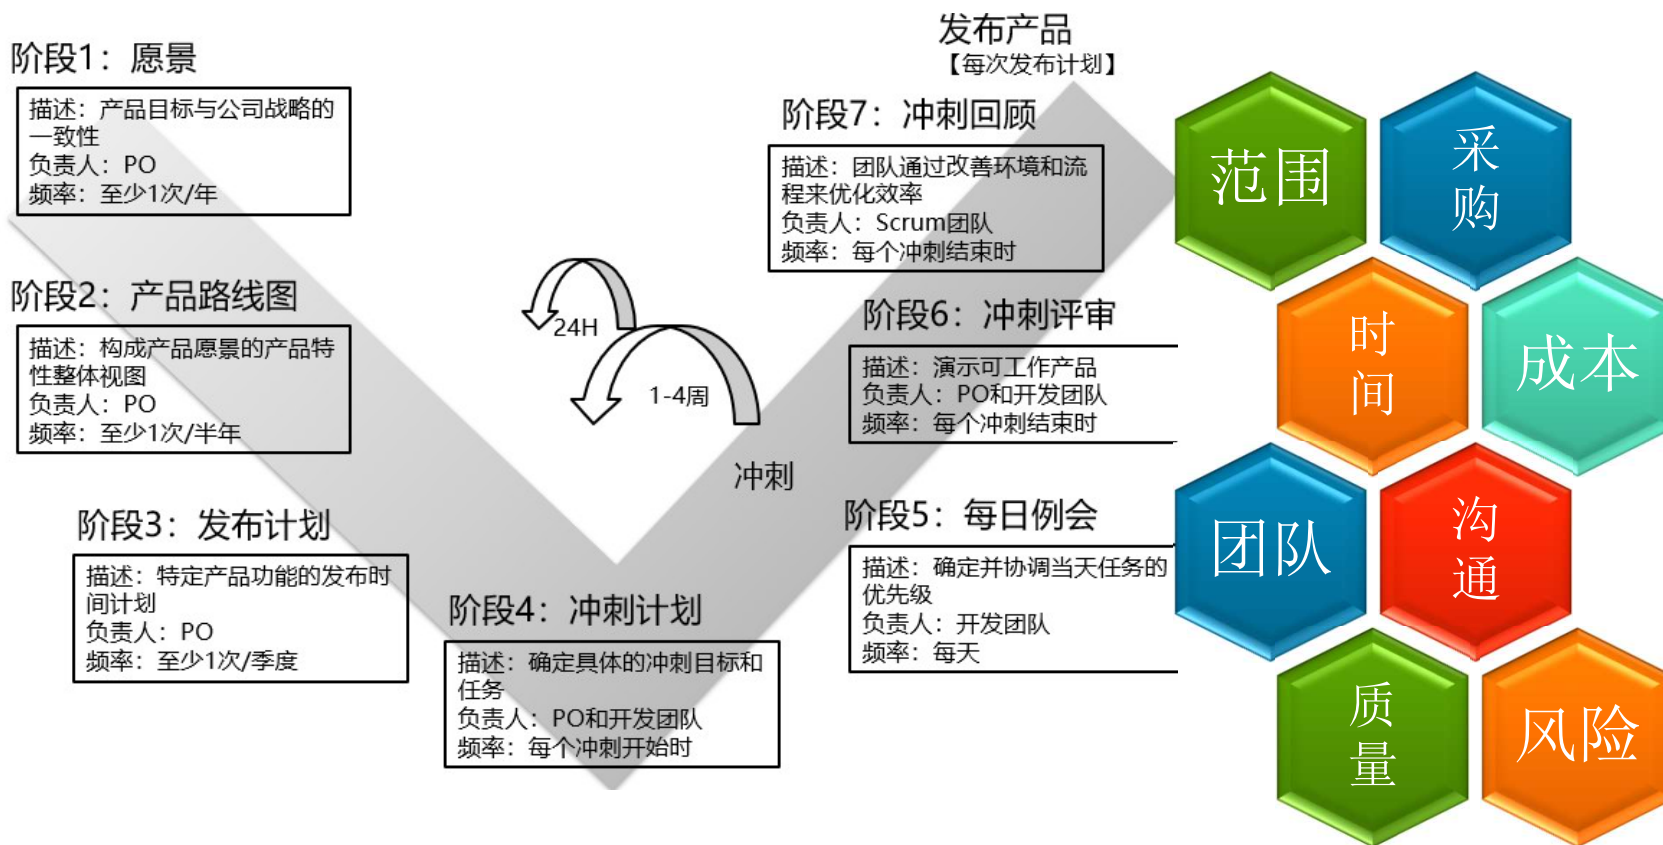 阶段1：愿景
描述：产品目标与公司战略的
一致性
负责人：PO
频率：至少1次/年
阶段2：产品路线图
描述：构成产品愿景的产品特
性整体视图
负责人：PO
频率：至少1次/半年
阶段3：发布计划
描述：特定产品功能的发布时
间计划
负责人：PO
频率：至少1次/季度
阶段4：冲刺计划
描述：确定具体的冲刺目标和
任务
负责人：PO和开发团队
频率：每个冲刺开始时
24H
1-4周
冲刺
发布产品
【每次发布计划】
阶段7：冲刺回顾
描述：团队通过改善环境和流
程来优化效率
负责人：Scrum团队
频率：每个冲刺结束时
阶段6：冲刺评审
描述：演示可工作产品
负责人：PO和开发团队
频率：每个冲刺结束时
阶段5：每日例会
描述：确定并协调当天任务的
优先级
负责人：开发团队
频率：每天
范围
采购
时间
成本
团队
沟通
质量
风险